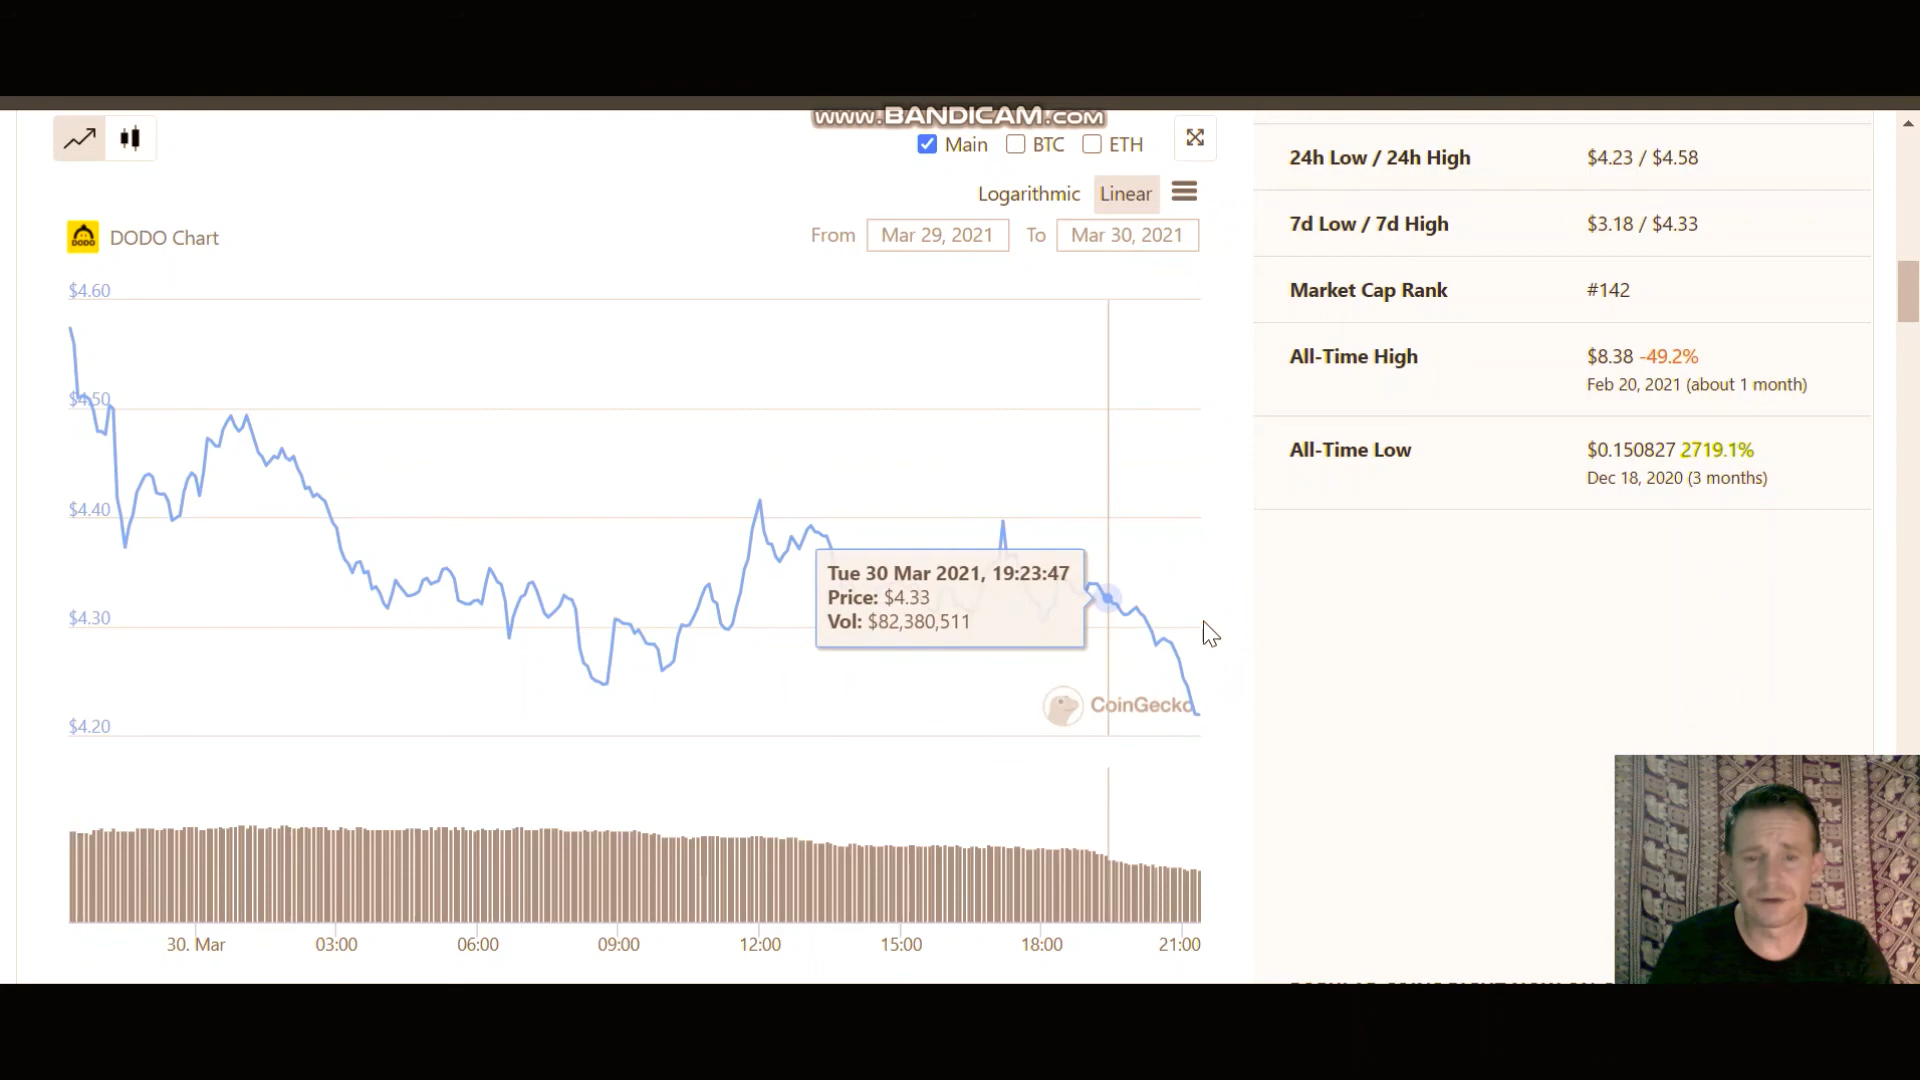 www.BANDICAM.com
Main BTC ETH
Logarithmic Linear
DODO
DODO Chart
From Mar 29, 2021 To Mar 30, 2021
$4.60
$4.50
$4.40
$4.30
$4.20
Tue 30 Mar 2021, 19:23:47
Price: $4.33
Vol: $82,380,511
CoinGecko
30. Mar 03:00 06:00 09:00 12:00 15:00 18:00 21:00
24h Low / 24h High $4.23 / $4.58
7d Low / 7d High $3.18 / $4.33
Market Cap Rank #142
All-Time High $8.38 -49.2%
Feb 20, 2021 (about 1 month)
All-Time Low $0.150827 2719.1%
Dec 18, 2020 (3 months)